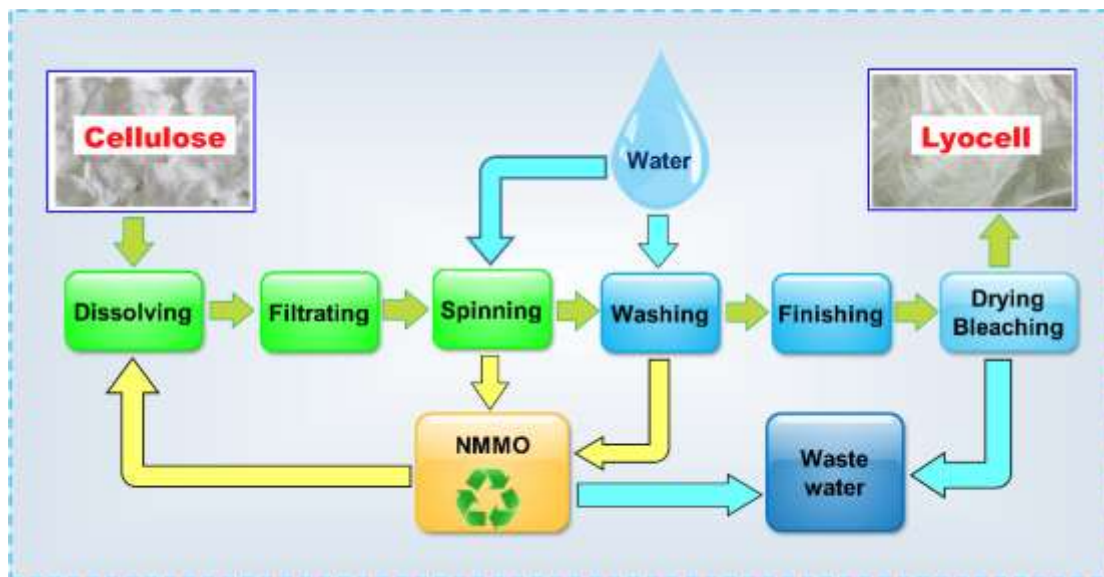 Cellulose
Water
Lyocell
Dissolving
Filtrating
Spinning
Washing
Finishing
Drying
Bleaching
NMMO
Waste
water